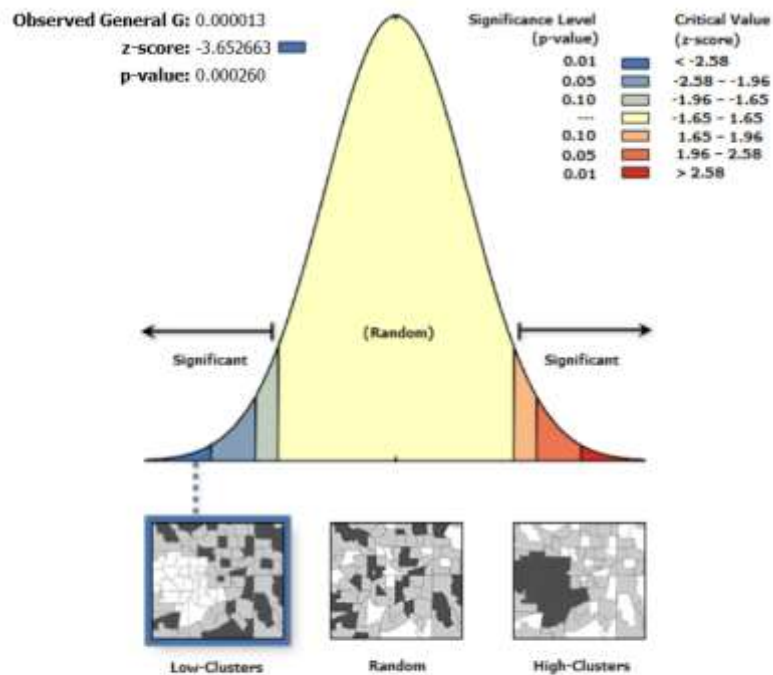 Observed General G: 0.000013
z-score: -3.652663
p-value: 0.000260
Significance Level
(p-value)
Critical Value
(z-score)
0.01 < -2.58
0.05 -2.58 - -1.96
0.10 -1.96 - -1.65
--- -1.65 - 1.65
0.10 1.65 - 1.96
0.05 1.96 - 2.58
0.01 > 2.58
(Random)
Significant
Significant
Low-Clusters
Random
High-Clusters